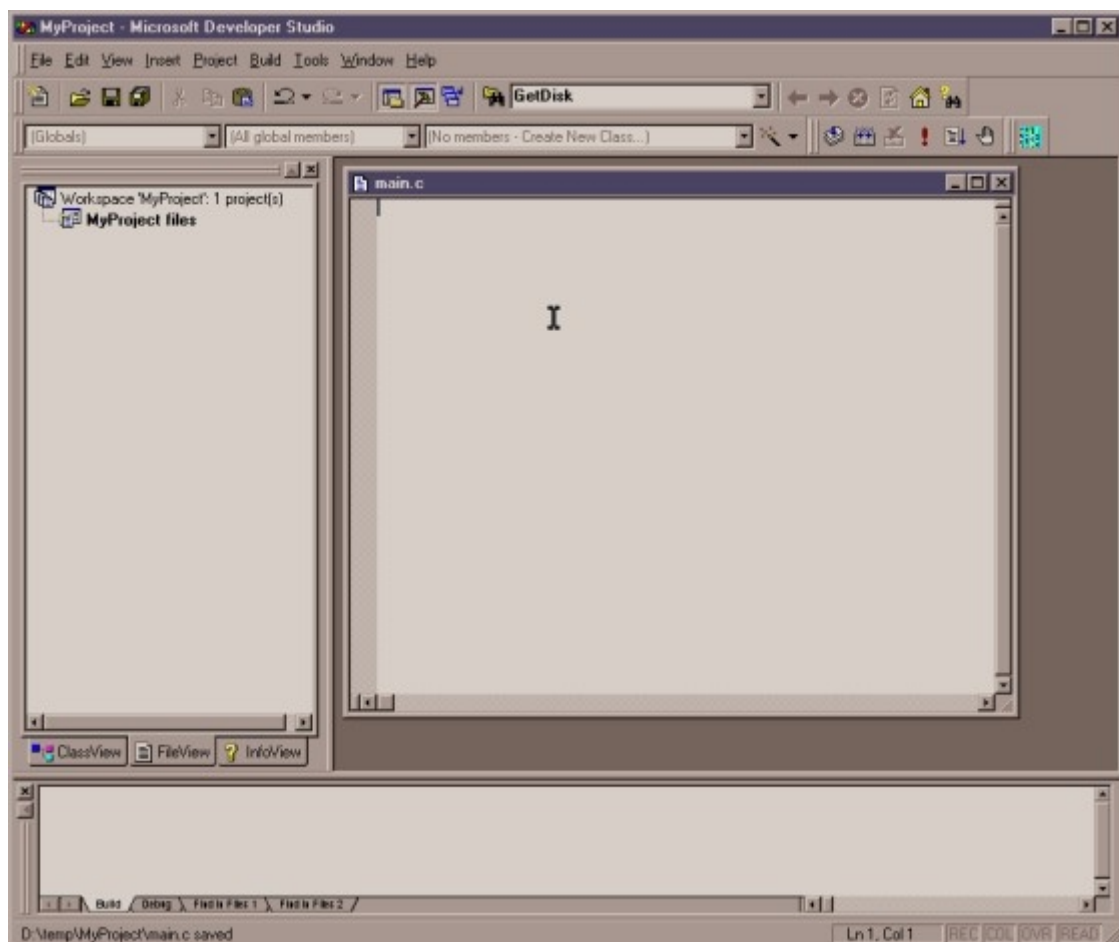 MyProject - Microsoft Developer Studio
File Edit View Insert Project Build Tools Window Help
GetDisk
(Globals) (All global members) (No members - Create New Class...)
Workspace 'MyProject': 1 project(s)
MyProject files
main.c
ClassView FileView InfoView
Build Debug Find in Files 1 Find in Files 2
D:\temp\MyProject\main.c saved
Ln 1, Col 1 REC COL OVR READ